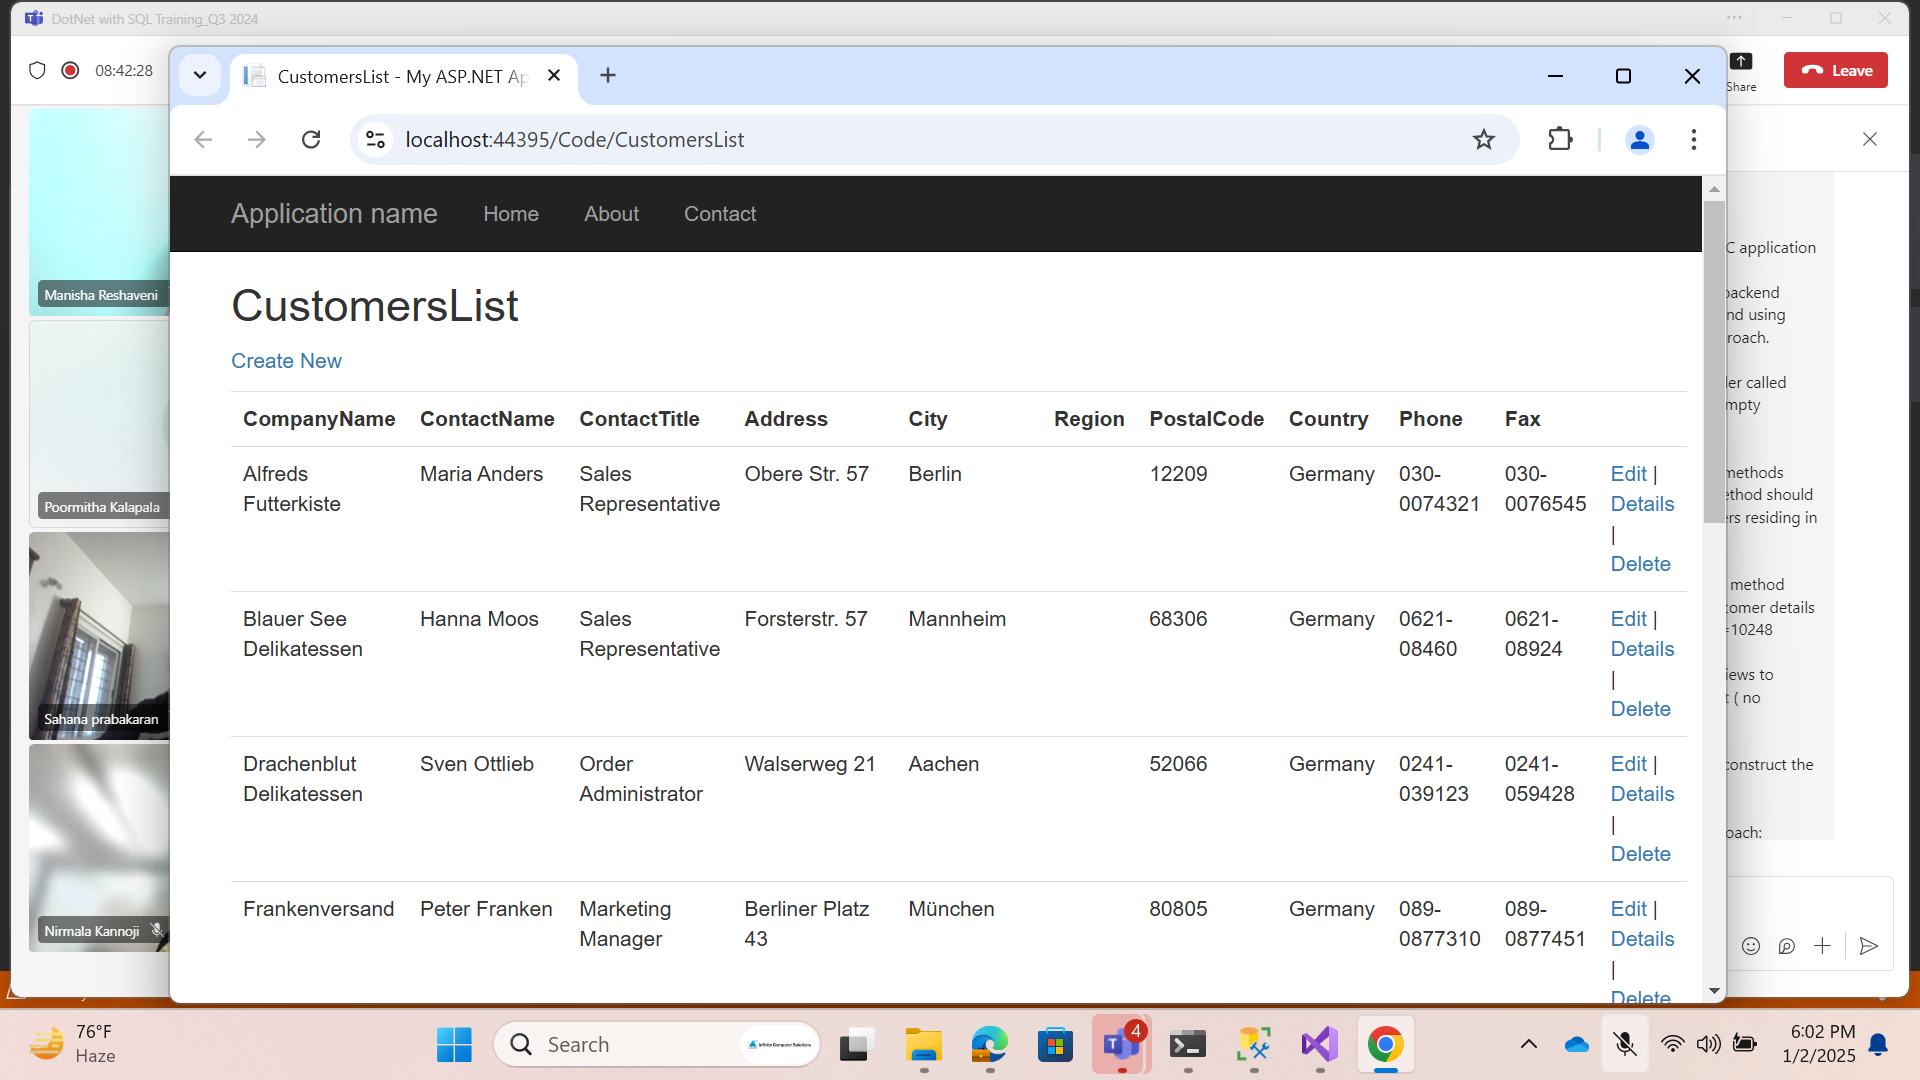 DotNet with SQL Training_Q3 2024
08:42:28
Share
Leave
CustomersList - My ASP.NET Ap
localhost:44395/Code/CustomersList
Application name Home About Contact
CustomersList
Create New
CompanyName ContactName ContactTitle Address City Region PostalCode Country Phone Fax
Alfreds Maria Anders Sales Obere Str. 57 Berlin 12209 Germany 030- 030- Edit |
Futterkiste Representative 0074321 0076545 Details
|
Delete
Blauer See Hanna Moos Sales Forsterstr. 57 Mannheim 68306 Germany 0621- 0621- Edit |
Delikatessen Representative 08460 08924 Details
|
Delete
Drachenblut Sven Ottlieb Order Walserweg 21 Aachen 52066 Germany 0241- 0241- Edit |
Delikatessen Administrator 039123 059428 Details
|
Delete
Frankenversand Peter Franken Marketing Berliner Platz München 80805 Germany 089- 089- Edit |
Manager 43 0877310 0877451 Details
|
Delete
Manisha Reshaveni
Poormitha Kalapala
Sahana prabakaran
Nirmala Kannoji
C application
backend
nd using
roach.
ler called
mpty
methods
ethod should
ers residing in
method
tomer details
=10248
iews to
t ( no
construct the
oach:
76°F
Haze
Search
Infinite Computer Solutions
4
6:02 PM
1/2/2025